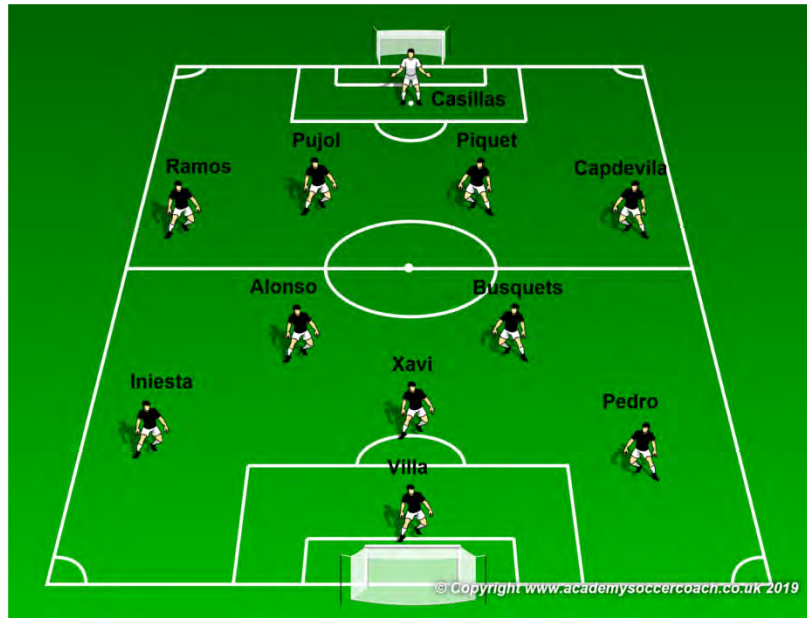 Casillas
Pujol
Piquet
Ramos
Capdevila
Alonso
Busquets
Xavi
Iniesta
Pedro
Villa
© Copyright www.academysoccercoach.co.uk 2019